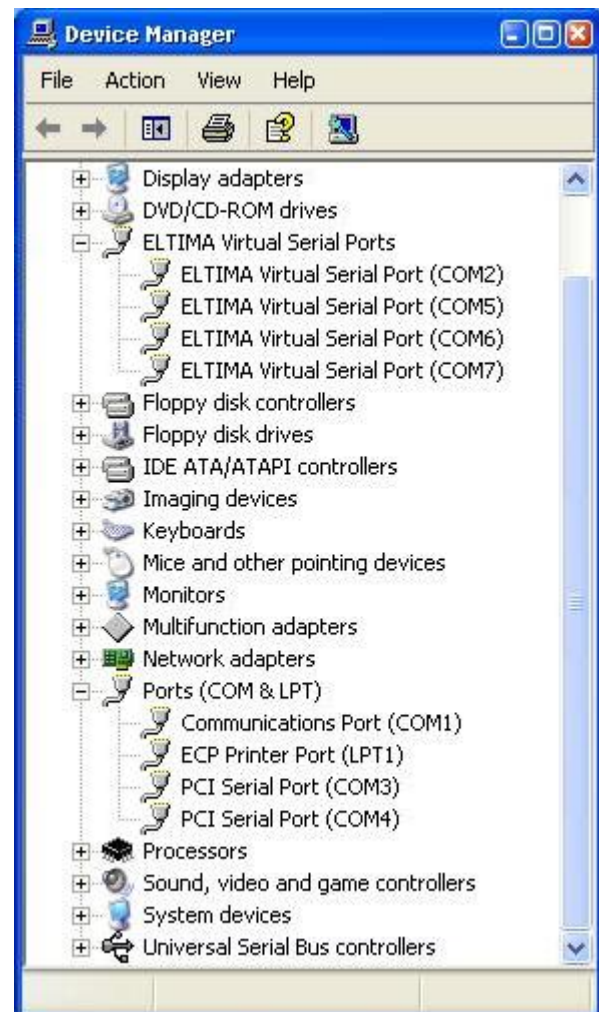 Device Manager
File Action View Help
Display adapters
DVD/CD-ROM drives
ELTIMA Virtual Serial Ports
ELTIMA Virtual Serial Port (COM2)
ELTIMA Virtual Serial Port (COM5)
ELTIMA Virtual Serial Port (COM6)
ELTIMA Virtual Serial Port (COM7)
Floppy disk controllers
Floppy disk drives
IDE ATA/ATAPI controllers
Imaging devices
Keyboards
Mice and other pointing devices
Monitors
Multifunction adapters
Network adapters
Ports (COM & LPT)
Communications Port (COM1)
ECP Printer Port (LPT1)
PCI Serial Port (COM3)
PCI Serial Port (COM4)
Processors
Sound, video and game controllers
System devices
Universal Serial Bus controllers